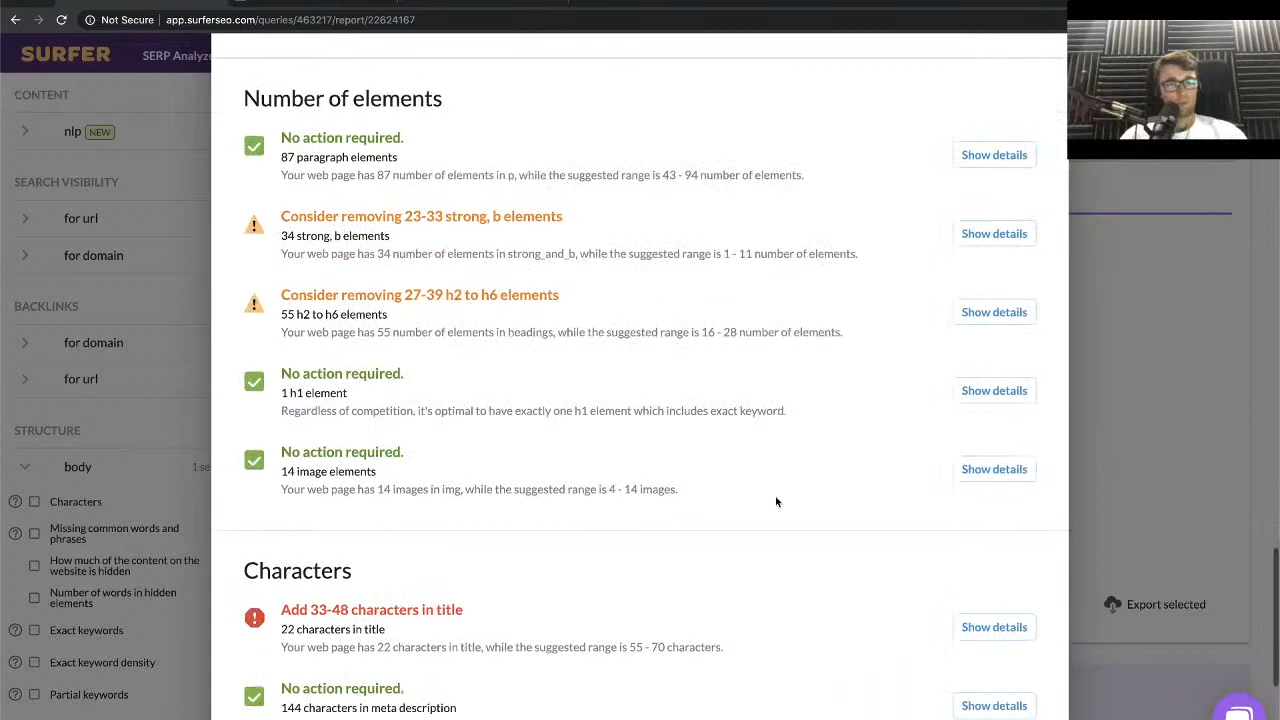 Not Secure | app.surferseo.com/queries/463217/report/22624167
SURFER
SERP Analyz
CONTENT
nlp NEW
SEARCH VISIBILITY
for url
for domain
BACKLINKS
for domain
for url
STRUCTURE
body 1 se
Characters
Missing common words and
phrases
How much of the content on the
website is hidden
Number of words in hidden
elements
Exact keywords
Exact keyword density
Partial keywords
Number of elements
No action required.
87 paragraph elements
Your web page has 87 number of elements in p, while the suggested range is 43 - 94 number of elements.
Show details
Consider removing 23-33 strong, b elements
34 strong, b elements
Your web page has 34 number of elements in strong_and_b, while the suggested range is 1 - 11 number of elements.
Show details
Consider removing 27-39 h2 to h6 elements
55 h2 to h6 elements
Your web page has 55 number of elements in headings, while the suggested range is 16 - 28 number of elements.
Show details
No action required.
1 h1 element
Regardless of competition, it's optimal to have exactly one h1 element which includes exact keyword.
Show details
No action required.
14 image elements
Your web page has 14 images in img, while the suggested range is 4 - 14 images.
Show details
Characters
Add 33-48 characters in title
22 characters in title
Your web page has 22 characters in title, while the suggested range is 55 - 70 characters.
Show details
No action required.
144 characters in meta description
Show details
Export selected